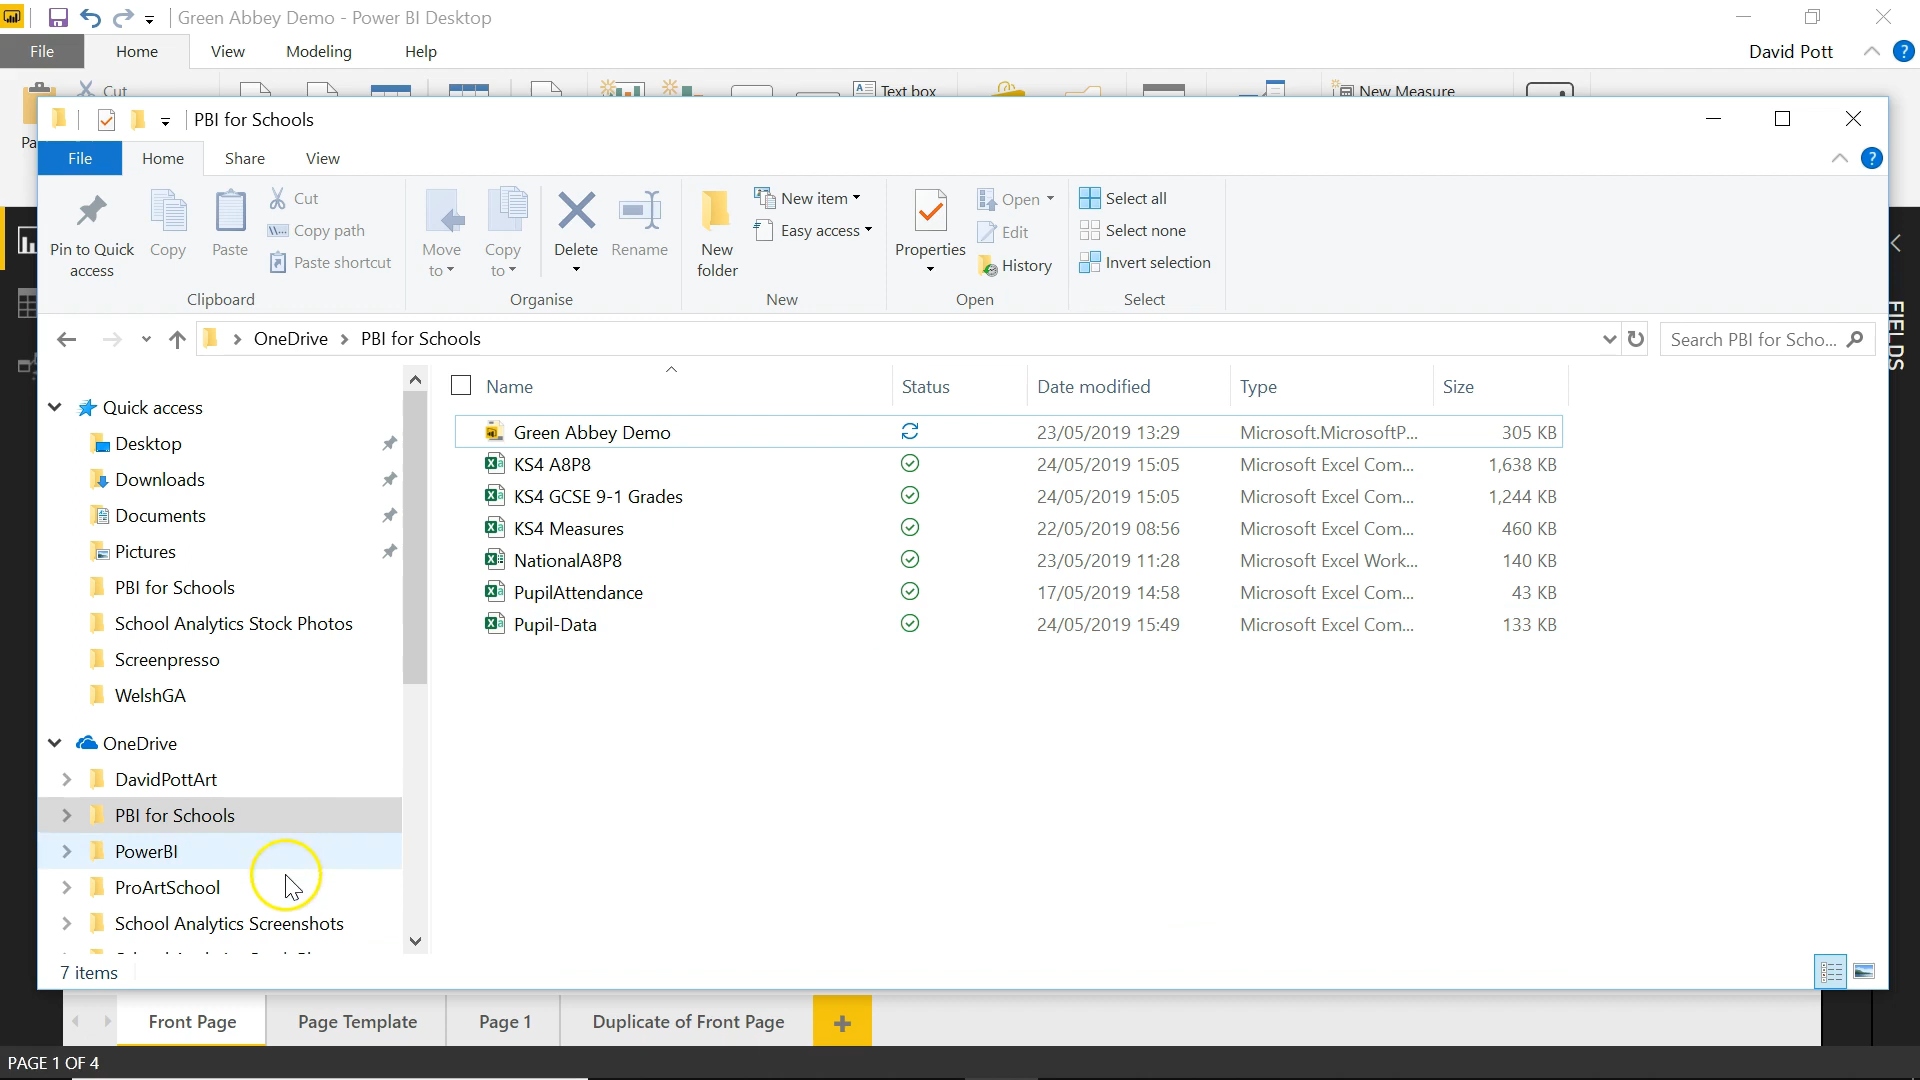 Green Abbey Demo - Power BI Desktop
File Home View Modeling Help David Pott ?
Cut Text box New Measure
Pa
PBI for Schools
File Home Share View ?
Pin to Quick access
Copy
Paste
Cut
Copy path
Paste shortcut
Clipboard
Move to
Copy to
Delete
Rename
Organise
New folder
New item
Easy access
New
Properties
Open
Edit
History
Open
Select all
Select none
Invert selection
Select
OneDrive PBI for Schools
Search PBI for Scho...
FIELDS
Quick access
Desktop
Downloads
Documents
Pictures
PBI for Schools
School Analytics Stock Photos
Screenpresso
WelshGA
OneDrive
DavidPottArt
PBI for Schools
PowerBI
ProArtSchool
School Analytics Screenshots
Name Status Date modified Type Size
Green Abbey Demo 23/05/2019 13:29 Microsoft.MicrosoftP... 305 KB
KS4 A8P8 24/05/2019 15:05 Microsoft Excel Com... 1,638 KB
KS4 GCSE 9-1 Grades 24/05/2019 15:05 Microsoft Excel Com... 1,244 KB
KS4 Measures 22/05/2019 08:56 Microsoft Excel Com... 460 KB
NationalA8P8 23/05/2019 11:28 Microsoft Excel Work... 140 KB
PupilAttendance 17/05/2019 14:58 Microsoft Excel Com... 43 KB
Pupil-Data 24/05/2019 15:49 Microsoft Excel Com... 133 KB
7 items
Front Page Page Template Page 1 Duplicate of Front Page +
PAGE 1 OF 4